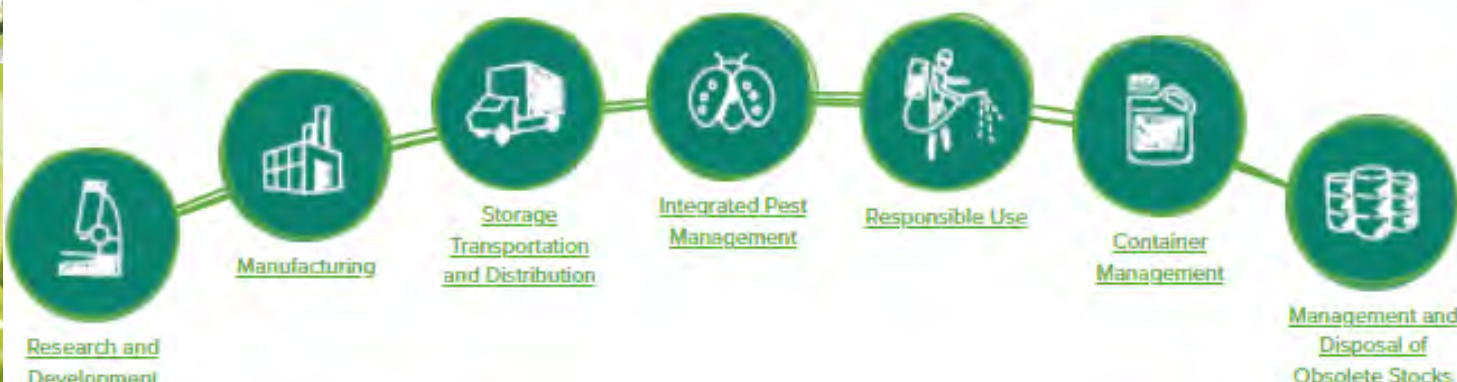 Research and
Development
Manufacturing
Storage
Transportation
and Distribution
Integrated Pest
Management
Responsible Use
Container
Management
Management and
Disposal of
Obsolete Stocks